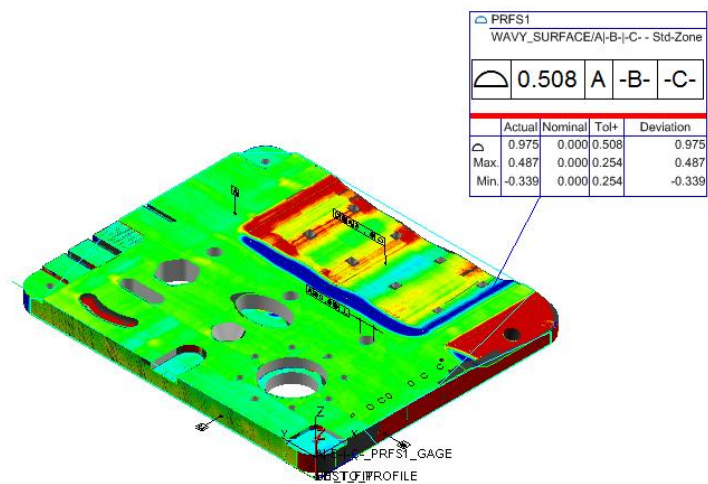 PRFS1
WAVY_SURFACE/A|-B-|-C- - Std-Zone
0.508 A -B- -C-
Actual Nominal Tol+ Deviation
0.975 0.000 0.508 0.975
Max. 0.487 0.000 0.254 0.487
Min. -0.339 0.000 0.254 -0.339
Z
Y Z X
PRFS1_GAGE
PROFILE